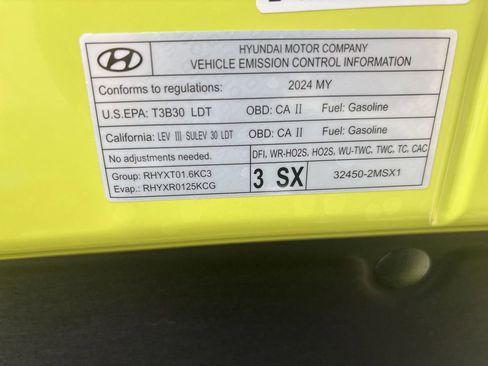 HYUNDAI MOTOR COMPANY
VEHICLE EMISSION CONTROL INFORMATION
Conforms to regulations: 2024 MY
U.S.EPA: T3B30 LDT OBD: CA II Fuel: Gasoline
California: LEV III SULEV 30 LDT OBD: CA II Fuel: Gasoline
No adjustments needed. DFI, WR-HO2S, HO2S, WU-TWC, TWC, TC, CAC
Group: RHYXT01.6KC3 3 SX 32450-2MSX1
Evap.: RHYXR0125KCG